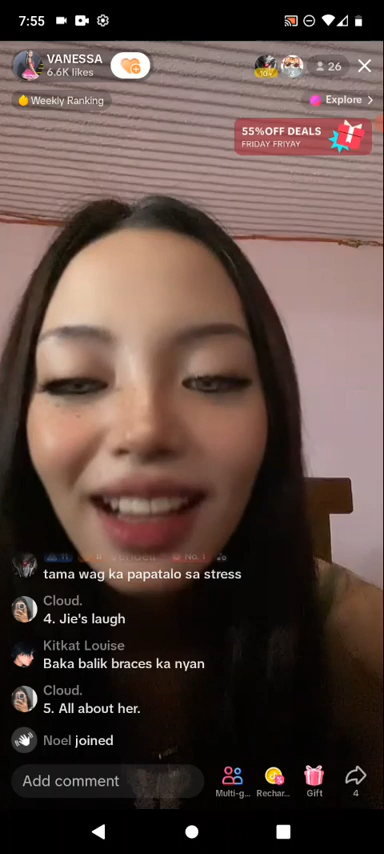 7:55
VANESSA
6.6K likes
26
Weekly Ranking
Explore >
55%OFF DEALS
FRIDAY FRIYAY
No. 1
tama wag ka papatalo sa stress
Cloud.
4. Jie's laugh
Kitkat Louise
Baka balik braces ka nyan
Cloud.
5. All about her.
Noel joined
Add comment
Multi-g...
Rechar...
Gift
4